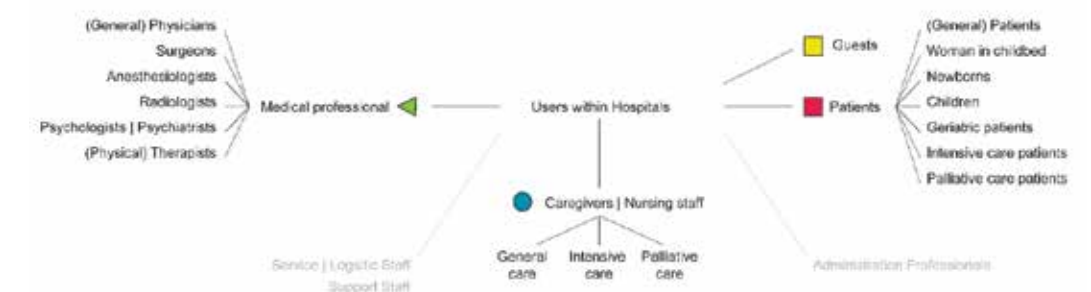 (General) Physicians
Surgeons
Anesthesiologists
Radiologists
Psychologists | Psychiatrists
(Physical) Therapists
Medical professional
Users within Hospitals
Guests
Patients
(General) Patients
Woman in childbed
Newborns
Children
Geriatric patients
Intensive care patients
Palliative care patients
Caregivers | Nursing staff
General
care
Intensive
care
Palliative
care
Service | Logistic Staff
Support Staff
Administration Professionals